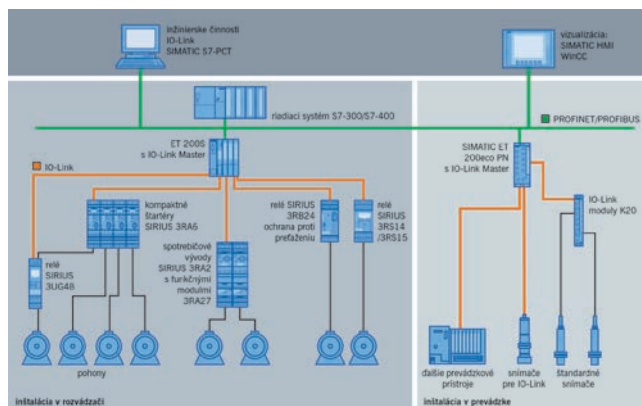 inžinierske činnosti
IO-Link
SIMATIC S7-PCT
vizualizácia:
SIMATIC HMI
WinCC
riadiaci systém S7-300/S7-400
PROFINET/PROFIBUS
ET 200S
s IO-Link Master
SIMATIC ET
200eco PN
s IO-Link Master
IO-Link
kompaktné
štartéry
SIRIUS 3RA6
relé SIRIUS
3RB24
ochrana proti
preťaženiu
relé
SIRIUS
3RS14
/3RS15
IO-Link
moduly K20
spotrebičové
vývody
SIRIUS 3RA2
s funkčnými
modulmi
3RA27
relé
SIRIUS
3UG48
pohony
ďalšie prevádzkové
prístroje
snímače
pre IO-Link
štandardné
snímače
inštalácia v rozvádzači
inštalácia v prevádzke